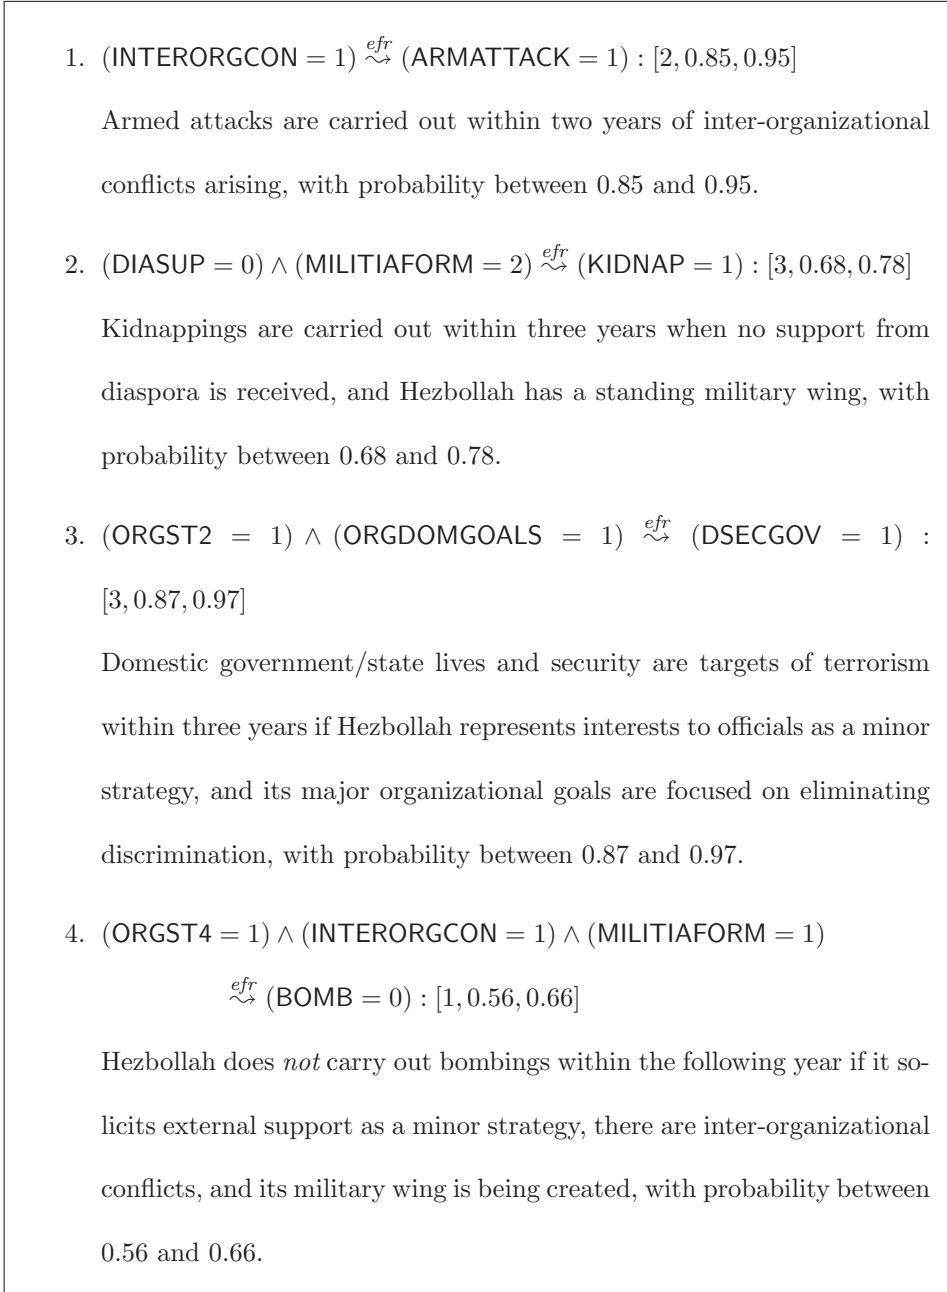 1. (INTERORGCON = 1) efr⇝ (ARMATTACK = 1) : [2, 0.85, 0.95]
Armed attacks are carried out within two years of inter-organizational
conflicts arising, with probability between 0.85 and 0.95.
2. (DIASUP = 0) ∧ (MILITIAFORM = 2) efr⇝ (KIDNAP = 1) : [3, 0.68, 0.78]
Kidnappings are carried out within three years when no support from
diaspora is received, and Hezbollah has a standing military wing, with
probability between 0.68 and 0.78.
3. (ORGST2 = 1) ∧ (ORGDOMGOALS = 1) efr⇝ (DSECGOV = 1) :
[3, 0.87, 0.97]
Domestic government/state lives and security are targets of terrorism
within three years if Hezbollah represents interests to officials as a minor
strategy, and its major organizational goals are focused on eliminating
discrimination, with probability between 0.87 and 0.97.
4. (ORGST4 = 1) ∧ (INTERORGCON = 1) ∧ (MILITIAFORM = 1)
efr⇝ (BOMB = 0) : [1, 0.56, 0.66]
Hezbollah does not carry out bombings within the following year if it so-
licits external support as a minor strategy, there are inter-organizational
conflicts, and its military wing is being created, with probability between
0.56 and 0.66.